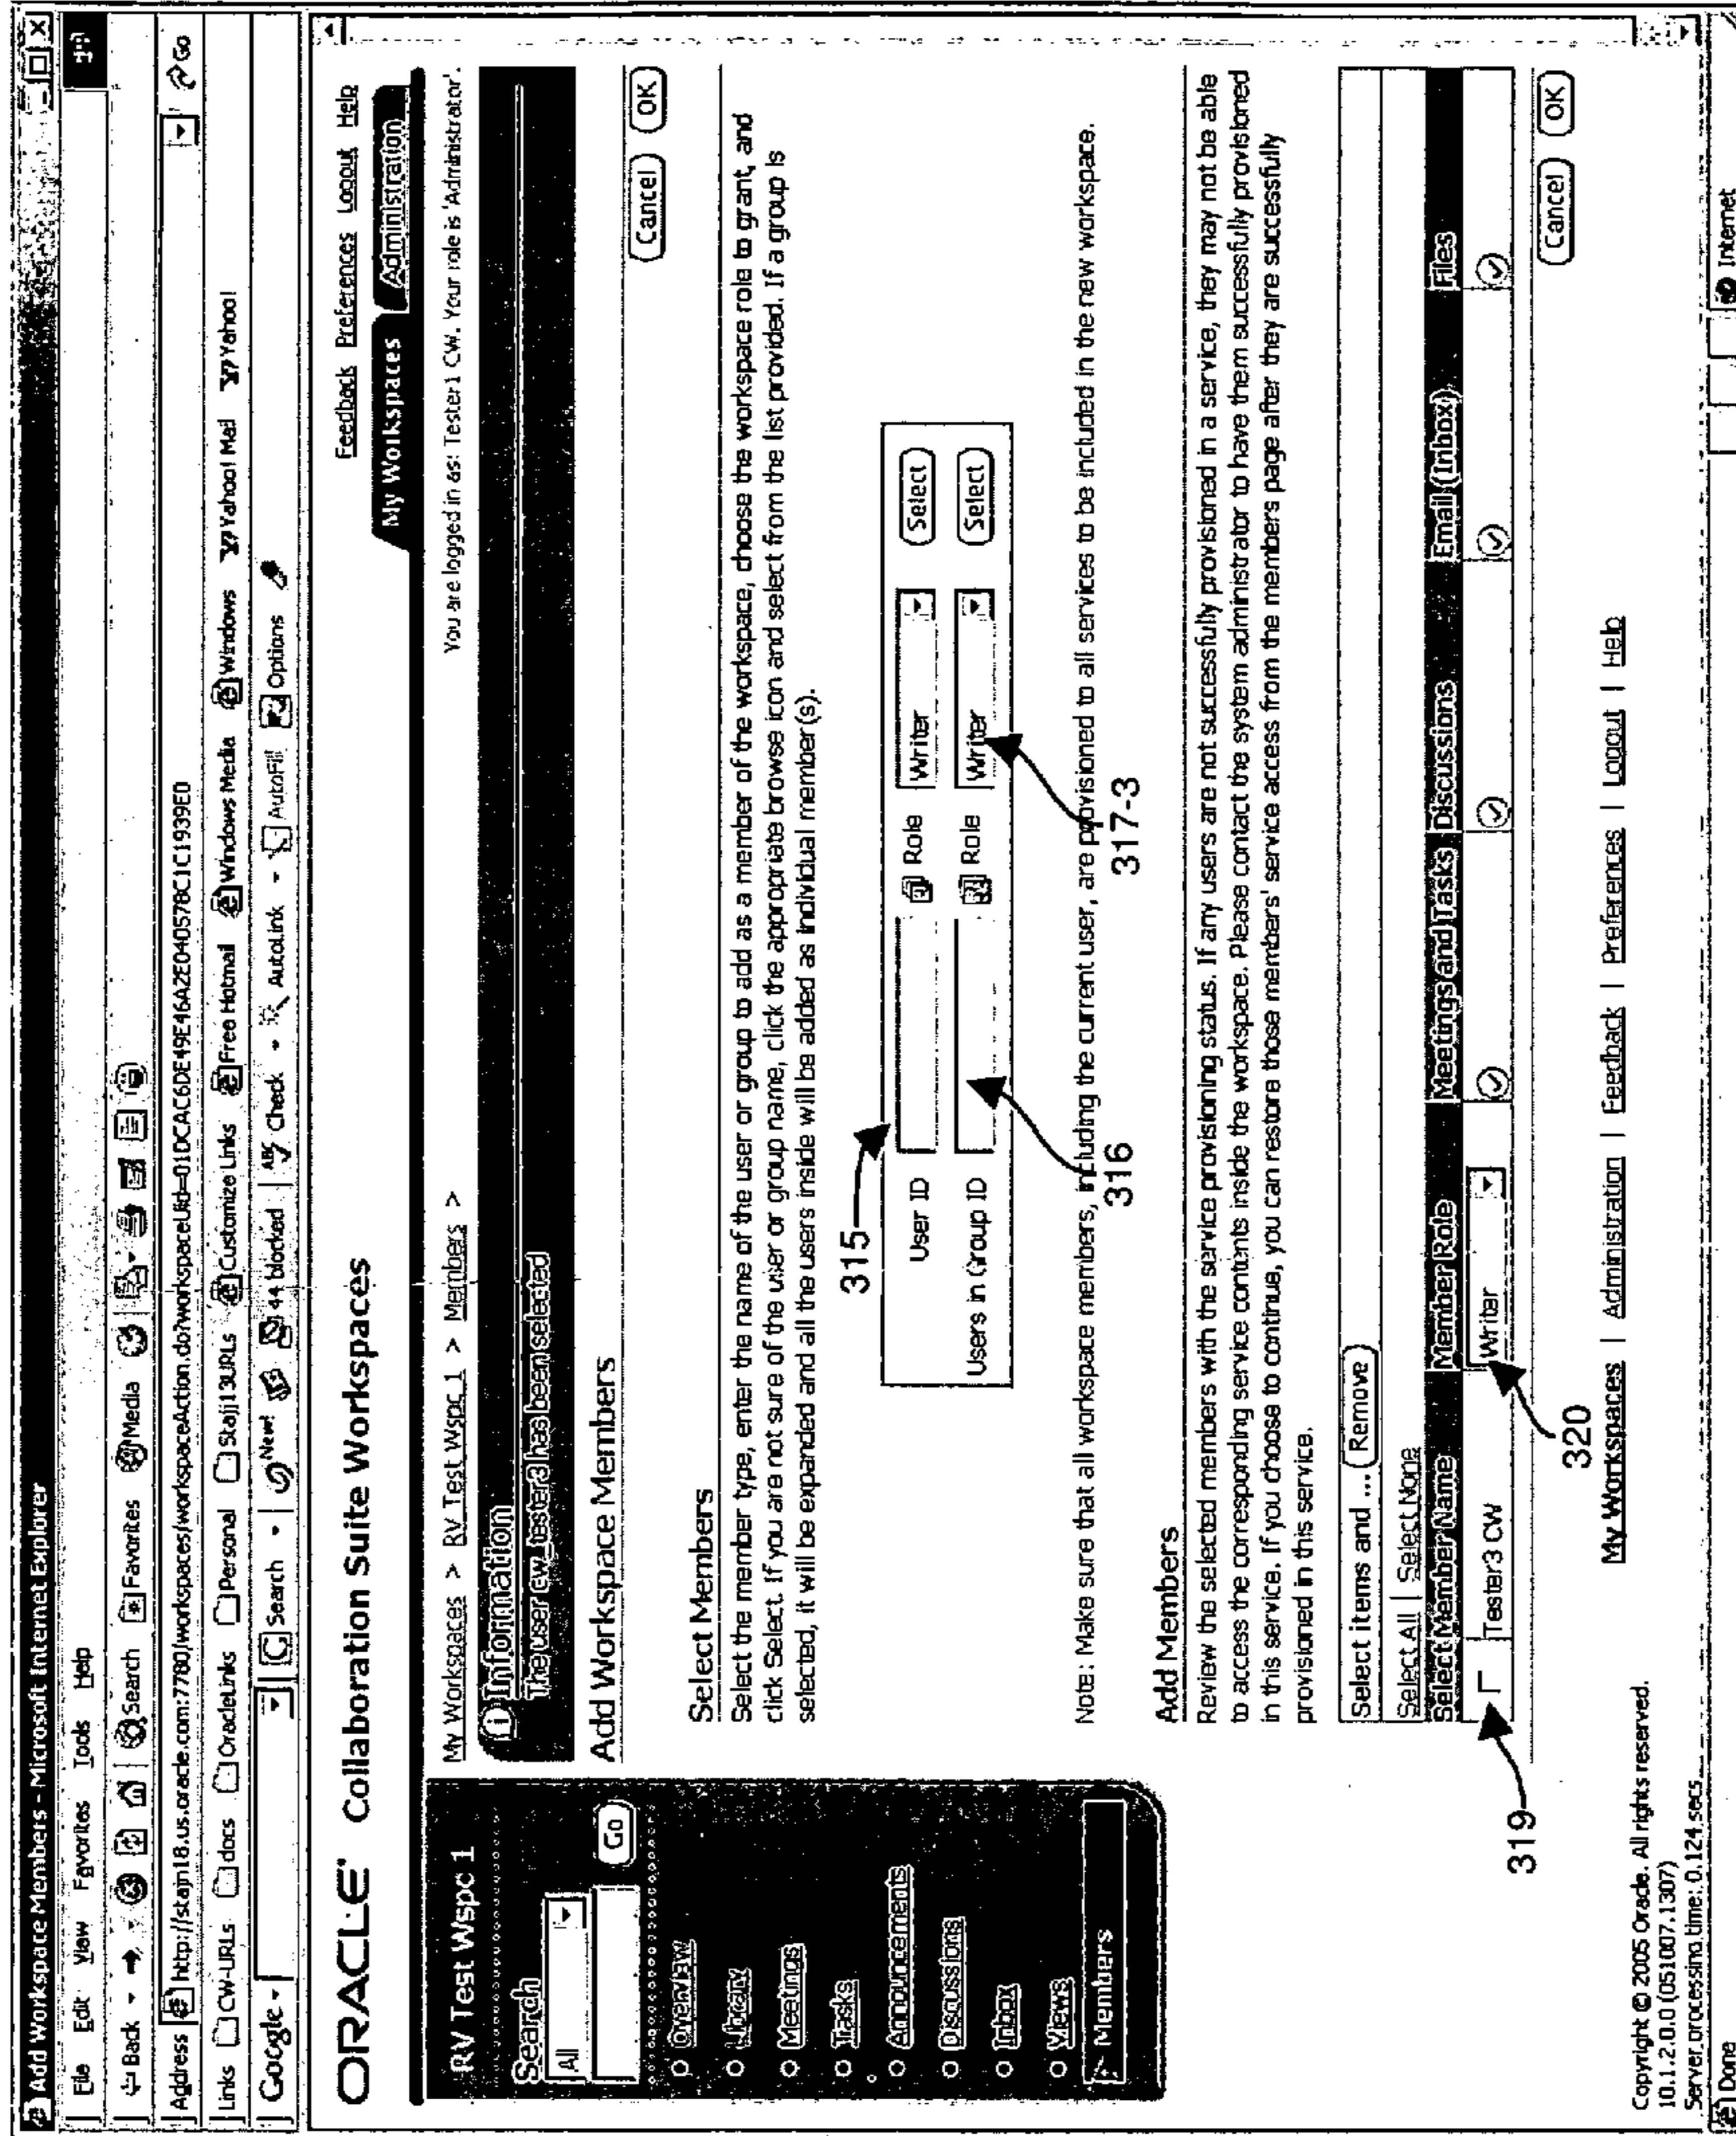 Add Workspace Members - Microsoft Internet Explorer
File Edit View Favorites Tools Help
Back Search Favorites Media
Address http://stajn18.us.oracle.com:7780/workspaces/workspaceAction.do?workspaceUid=01DCAC6DE49E46A2E040578C1C1939E0 Go
Links CW-URLs docs OracleLinks Personal Stajj13URLs Customize Links Free Hotmail Windows Media Windows Yahoo! Mail Yahoo!
Google Search New! 44 blocked Check AutoLink AutoFill Options
ORACLE Collaboration Suite Workspaces
Feedback Preferences Logout Help
My Workspaces Administration
RV Test Wspc 1
Search
All
Go
Overview
Library
Meetings
Tasks
Announcements
Discussions
Inbox
Views
Members
My Workspaces > RV Test Wspc 1 > Members >
You are logged in as: Tester1 CW. Your role is 'Administrator'.
Information
The user cw_tester3 has been selected
Add Workspace Members
Cancel OK
Select Members
Select the member type, enter the name of the user or group to add as a member of the workspace, choose the workspace role to grant, and
click Select. If you are not sure of the user or group name, click the appropriate browse icon and select from the list provided. If a group is
selected, it will be expanded and all the users inside will be added as individual member(s).
315
User ID Role Writer Select
Users in Group ID Role Writer Select
316
317-3
Note: Make sure that all workspace members, including the current user, are provisioned to all services to be included in the new workspace.
Add Members
Review the selected members with the service provisioning status. If any users are not successfully provisioned in a service, they may not be able
to access the corresponding service contents inside the workspace. Please contact the system administrator to have them successfully provisioned
in this service. If you choose to continue, you can restore those members' service access from the members page after they are successfully
provisioned in this service.
Select items and ... Remove
Select All | Select None
Select Member Name Member Role Meetings and Tasks Discussions Email (Inbox) Files
Tester3 CW Writer
319
320
Cancel OK
My Workspaces | Administration | Feedback | Preferences | Logout | Help
Copyright © 2005 Oracle. All rights reserved.
10.1.2.0.0 (051007.1307)
Server processing time: 0.124 secs
Done Internet